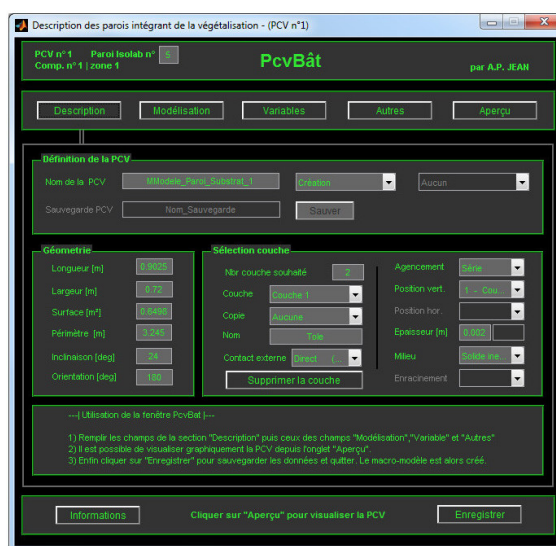 Description des parois intégrant de la végétalisation - (PCV n°1)
PCV n° 1 Paroi Isolab n° 5
Comp. n° 1 | zone 1
PcvBât
par A.P. JEAN
Description Modélisation Variables Autres Aperçu
Définition de la PCV
Nom de la PCV MModele_Paroi_Substrat_1 Création Aucun
Sauvegarde PCV Nom_Sauvegarde Sauver
Géometrie
Longueur [m] 0.9025
Largeur [m] 0.72
Surface [m²] 0.6498
Périmètre [m] 3.245
Inclinaison [deg] 24
Orientation [deg] 180
Sélection couche
Nbr couche souhaité 2
Couche Couche 1
Copie Aucune
Nom Tole
Contact externe Direct (...
Supprimer la couche
Agencement Série
Position vert. 1 - Cou...
Position hor.
Epaisseur [m] 0.002
Milieu Solide ine...
Enracinement
---| Utilisation de la fenêtre PcvBat |---
1) Remplir les champs de la section "Description" puis ceux des champs "Modélisation","Variable" et "Autres"
2) Il est possible de visualiser graphiquement la PCV depuis l'onglet "Aperçu".
3) Enfin cliquer sur "Enregistrer" pour sauvegarder les données et quitter. Le macro-modèle est alors créé.
Informations Cliquer sur "Aperçu" pour visualiser la PCV Enregistrer